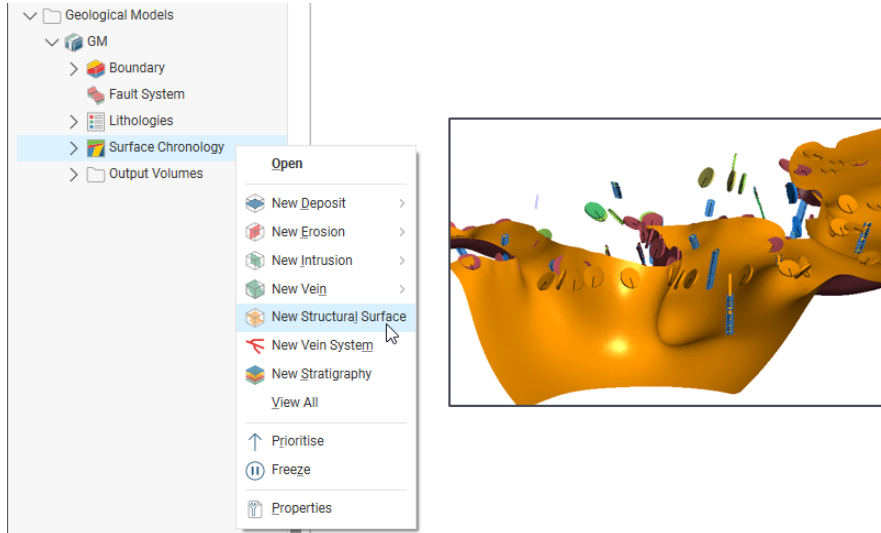 Geological Models
GM
Boundary
Fault System
Lithologies
Surface Chronology
Output Volumes
Open
New Deposit
New Erosion
New Intrusion
New Vein
New Structural Surface
New Vein System
New Stratigraphy
View All
Prioritise
Freeze
Properties